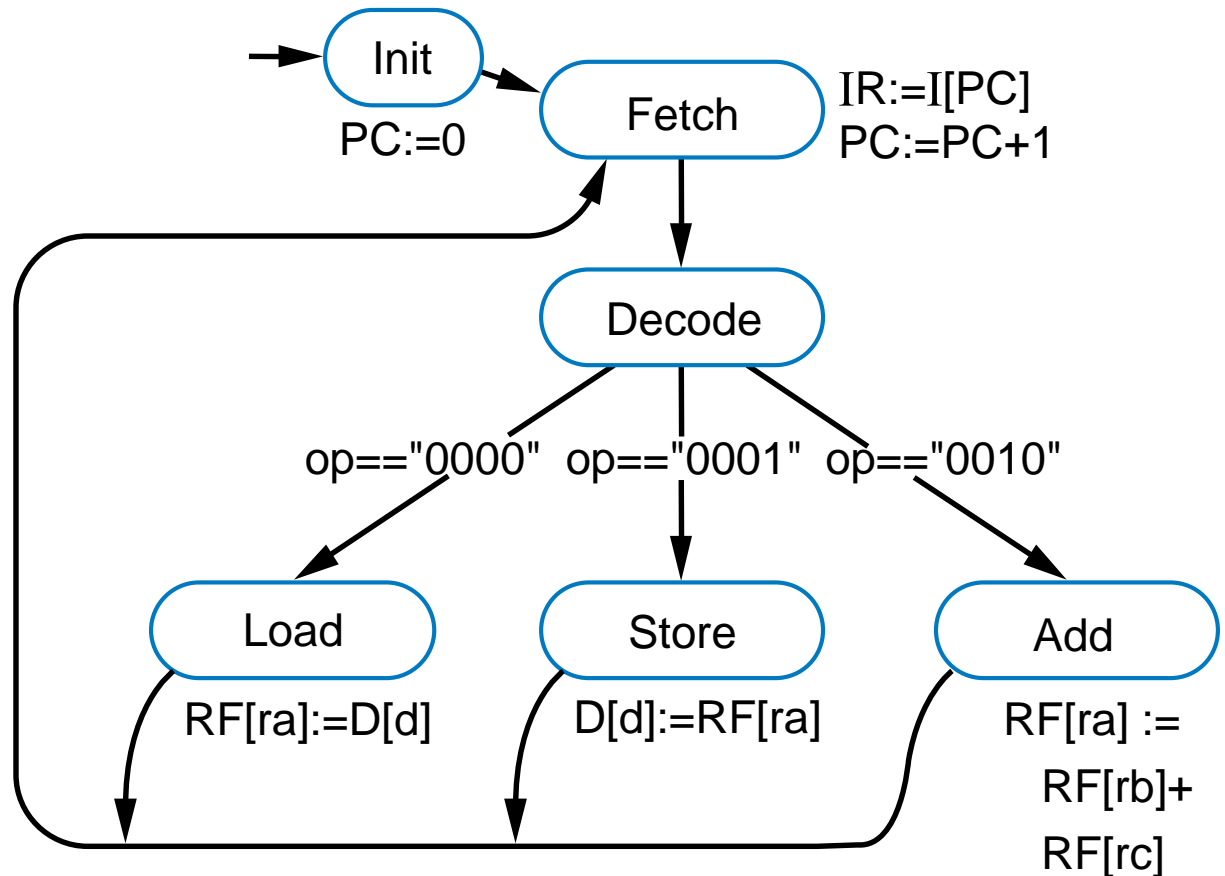 Init
PC:=0
Fetch
IR:=I[PC]
PC:=PC+1
Decode
op=="0000" op=="0001" op=="0010"
Load
RF[ra]:=D[d]
Store
D[d]:=RF[ra]
Add
RF[ra] :=
RF[rb]+
RF[rc]